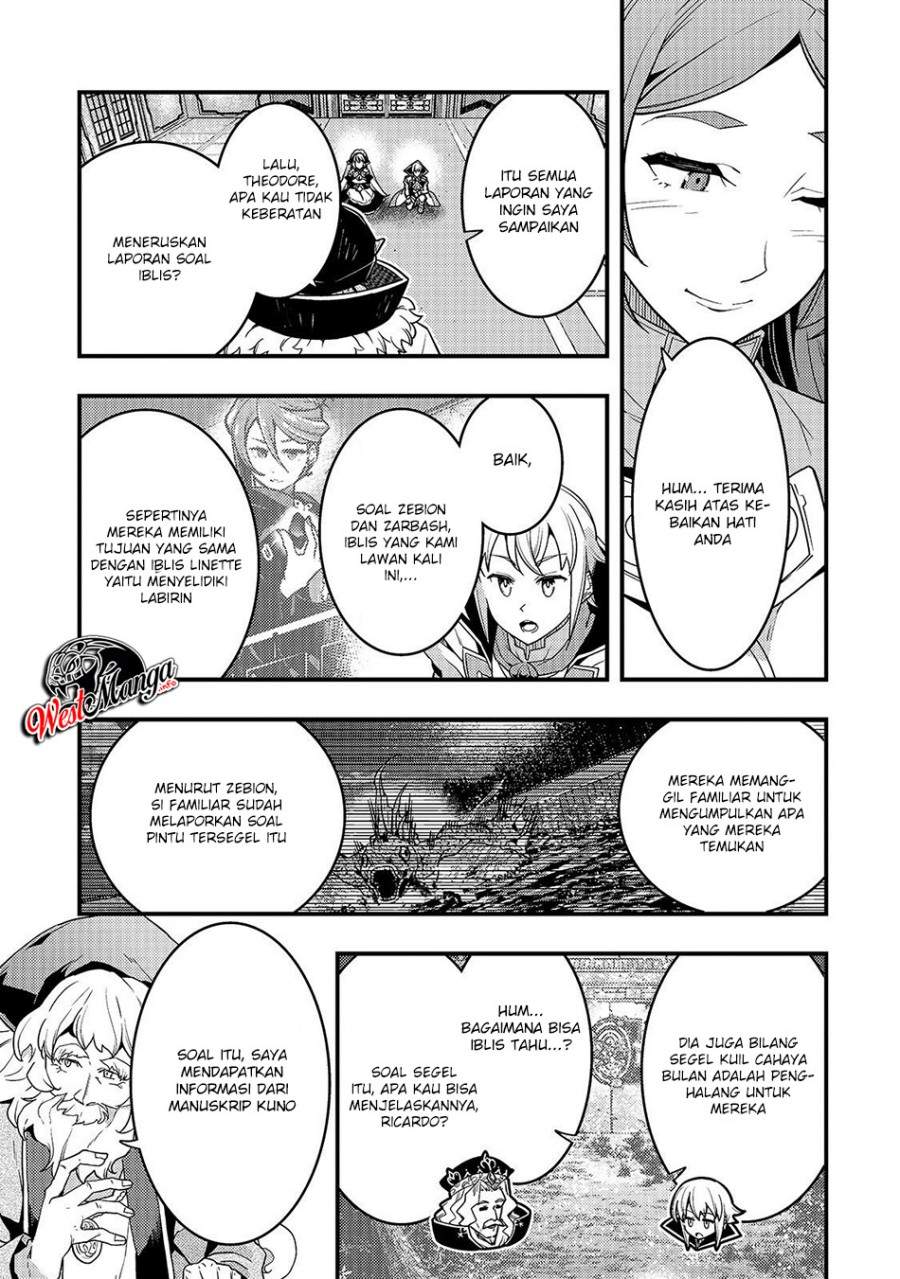 HUM... TERIMA
KASIH ATAS KE-
BAIKAN HATI
ANDA
ITU SEMUA
LAPORAN YANG
INGIN SAYA
SAMPAIKAN
LALU,
THEODORE,
APA KAU TIDAK
KEBERATAN
MENERUSKAN
LAPORAN SOAL
IBLIS?
BAIK,
SOAL ZEBION
DAN ZARBASH,
IBLIS YANG KAMI
LAWAN KALI
INI,...
SEPERTINYA
MEREKA MEMILIKI
TUJUAN YANG SAMA
DENGAN IBLIS LINETTE
YAITU MENYELIDIKI
LABIRIN
WestManga
.info
MEREKA MEMANG-
GIL FAMILIAR UNTUK
MENGUMPULKAN APA
YANG MEREKA
TEMUKAN
MENURUT ZEBION,
SI FAMILIAR SUDAH
MELAPORKAN SOAL
PINTU TERSEGEL ITU
DIA JUGA BILANG
SEGEL KUIL CAHAYA
BULAN ADALAH PENG-
HALANG UNTUK
MEREKA
HUM...
BAGAIMANA BISA
IBLIS TAHU...?
SOAL SEGEL
ITU, APA KAU BISA
MENJELASKANNYA,
RICARDO?
SOAL ITU, SAYA
MENDAPATKAN
INFORMASI DARI
MANUSKRIP KUNO